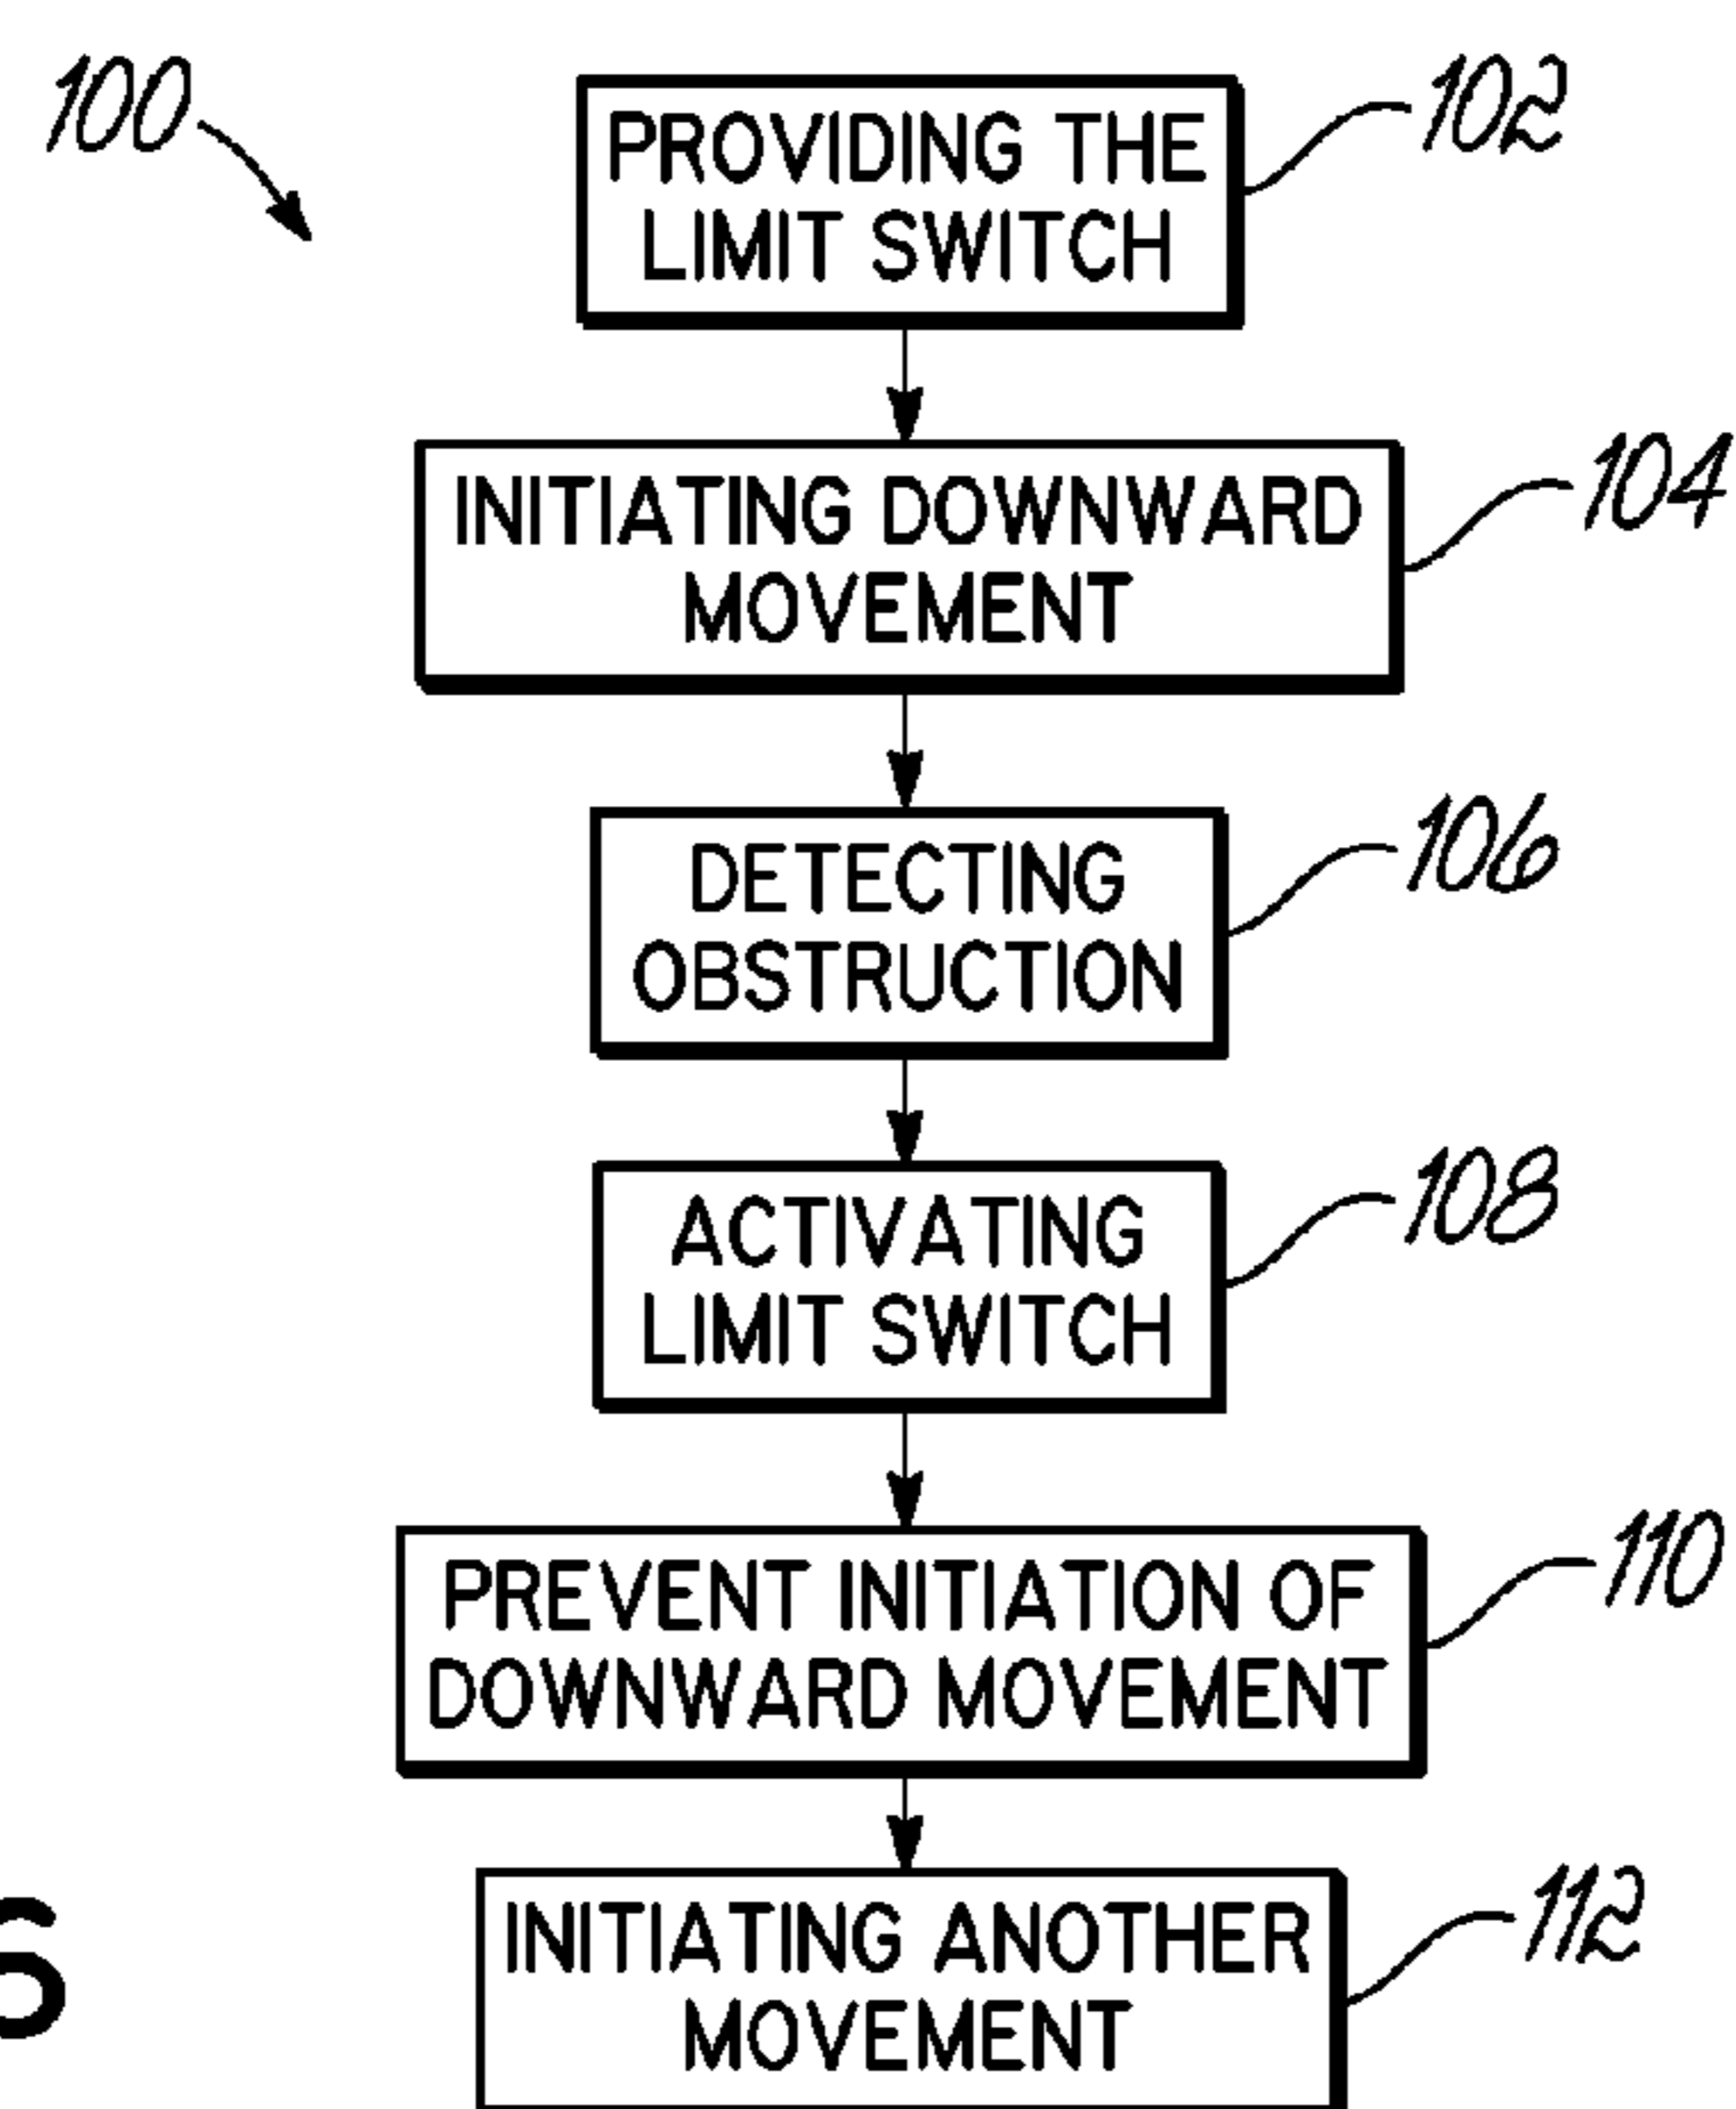 100
PROVIDING THE
LIMIT SWITCH
102
INITIATING DOWNWARD
MOVEMENT
104
DETECTING
OBSTRUCTION
106
ACTIVATING
LIMIT SWITCH
108
PREVENT INITIATION OF
DOWNWARD MOVEMENT
110
INITIATING ANOTHER
MOVEMENT
112